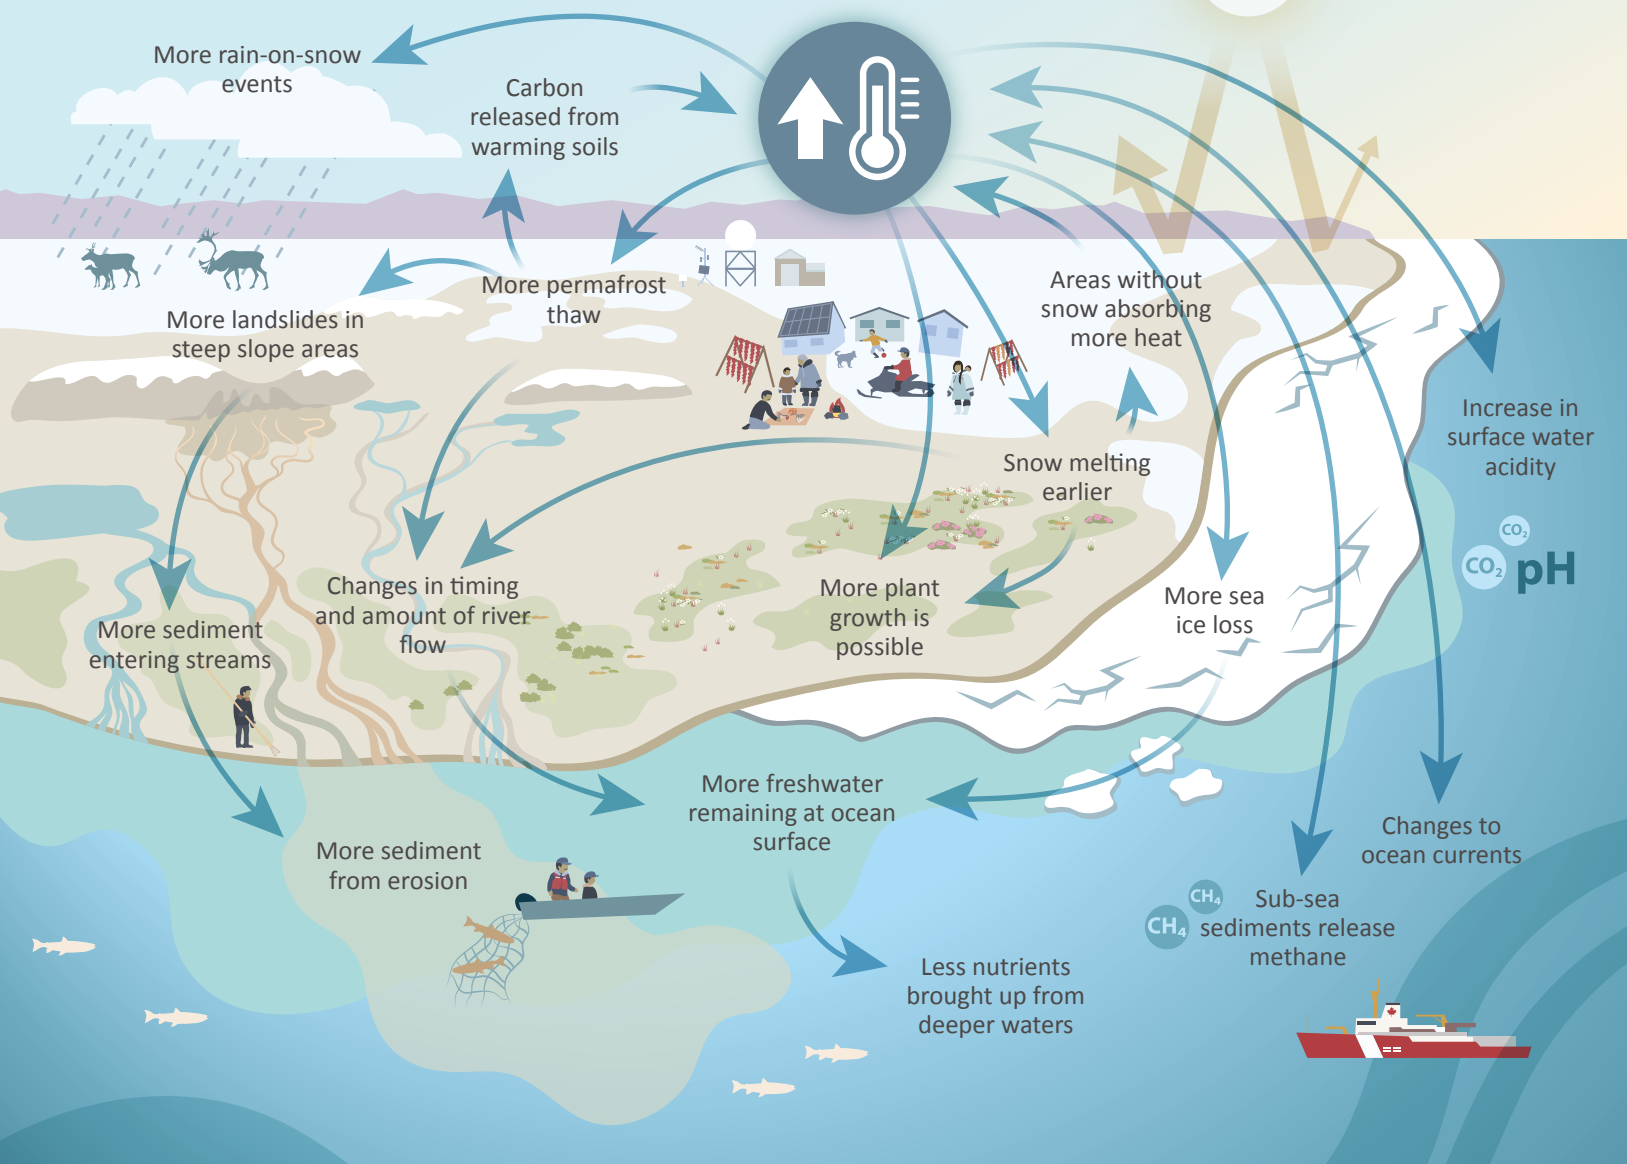 More rain-on-snow
events
Carbon
released from
warming soils
More permafrost
thaw
More landslides in
steep slope areas
Areas without
snow absorbing
more heat
Increase in
surface water
acidity
Snow melting
earlier
CO₂
CO₂
pH
Changes in timing
and amount of river
flow
More plant
growth is
possible
More sea
ice loss
More sediment
entering streams
More freshwater
remaining at ocean
surface
Changes to
ocean currents
More sediment
from erosion
CH₄
CH₄
Sub-sea
sediments release
methane
Less nutrients
brought up from
deeper waters